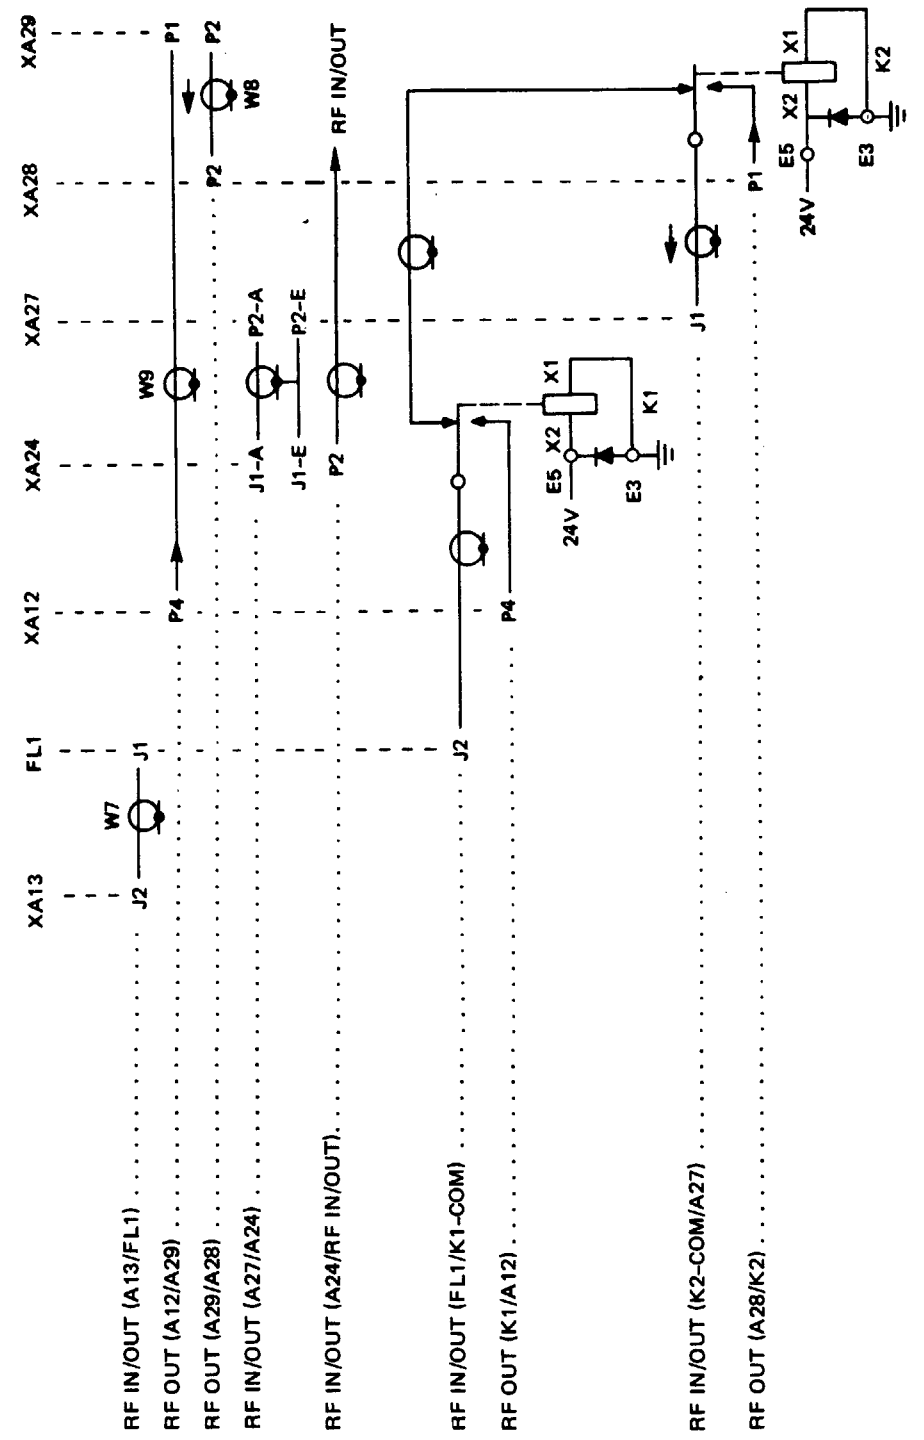 XA13
FL1
XA12
XA24
XA27
XA28
XA29
RF IN/OUT (A13/FL1)
J2
W7
J1
RF OUT (A12/A29)
P4
W9
P1
RF OUT (A29/A28)
P2
W8
P2
RF IN/OUT (A27/A24)
J1-A
P2-A
J1-E
P2-E
RF IN/OUT (A24/RF IN/OUT)
P2
RF IN/OUT
RF IN/OUT (FL1/K1-COM)
J2
RF OUT (K1/A12)
P4
24V
E5
X2
X1
E3
K1
RF IN/OUT (K2-COM/A27)
J1
RF OUT (A28/K2)
P1
24V
E5
X2
X1
E3
K2